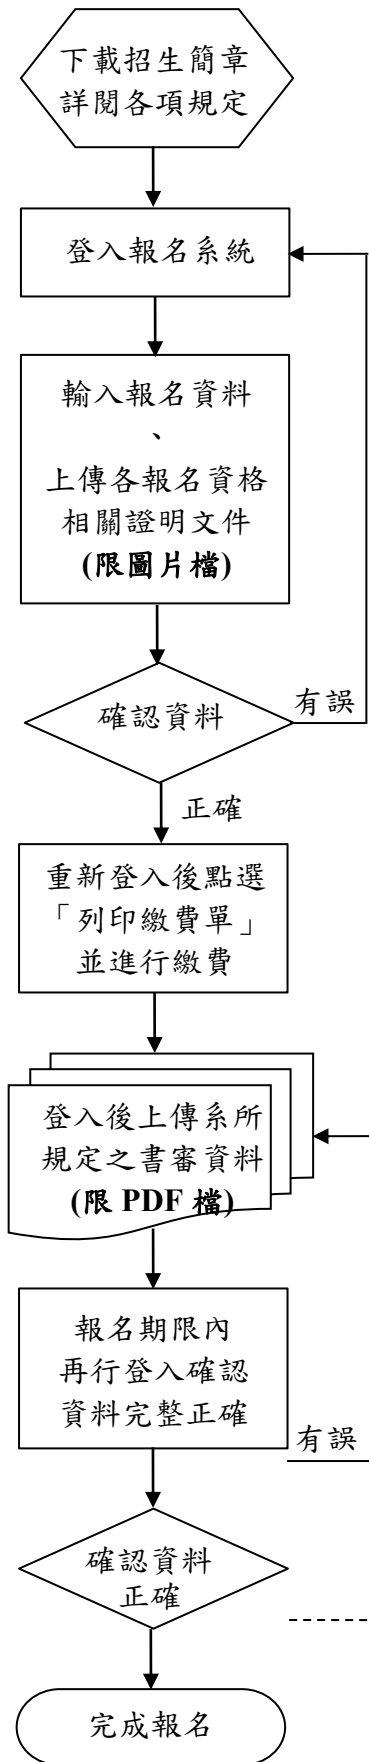 下載招生簡章
詳閱各項規定
登入報名系統
輸入報名資料
、
上傳各報名資格
相關證明文件
(限圖片檔)
確認資料
有誤
正確
重新登入後點選
「列印繳費單」
並進行繳費
登入後上傳系所
規定之書審資料
(限 PDF 檔)
報名期限內
再行登入確認
資料完整正確
有誤
確認資料
正確
完成報名